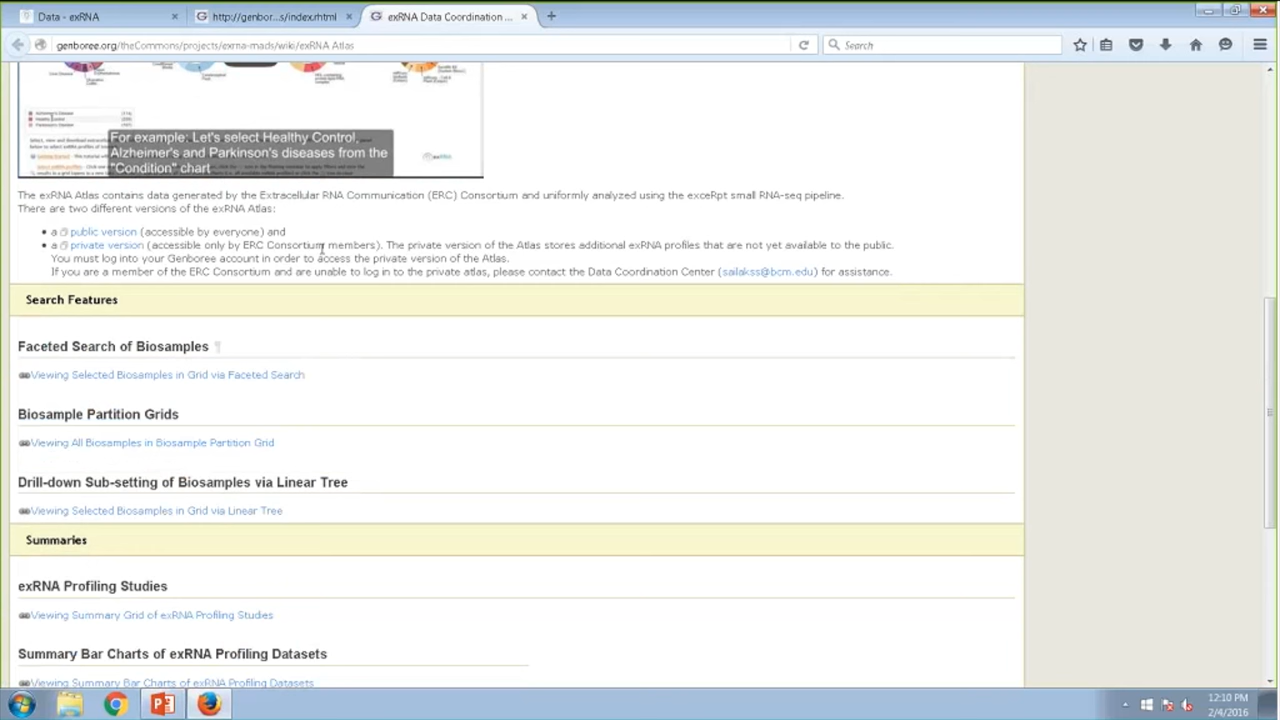 Data - exRNA
http://genbor...s/index.rhtml
exRNA Data Coordination ...
genboree.org/theCommons/projects/exrna-mads/wiki/exRNA Atlas
Search
Alzheimer's Disease
Healthy Control
Parkinson's Disease
For example: Let's select Healthy Control,
Alzheimer's and Parkinson's diseases from the
"Condition" chart
The exRNA Atlas contains data generated by the Extracellular RNA Communication (ERC) Consortium and uniformly analyzed using the exceRpt small RNA-seq pipeline.
There are two different versions of the exRNA Atlas:
• a public version (accessible by everyone) and
• a private version (accessible only by ERC Consortium members). The private version of the Atlas stores additional exRNA profiles that are not yet available to the public.
You must log into your Genboree account in order to access the private version of the Atlas.
If you are a member of the ERC Consortium and are unable to log in to the private atlas, please contact the Data Coordination Center (sailakss@bcm.edu) for assistance.
Search Features
Faceted Search of Biosamples ¶
Viewing Selected Biosamples in Grid via Faceted Search
Biosample Partition Grids
Viewing All Biosamples in Biosample Partition Grid
Drill-down Sub-setting of Biosamples via Linear Tree
Viewing Selected Biosamples in Grid via Linear Tree
Summaries
exRNA Profiling Studies
Viewing Summary Grid of exRNA Profiling Studies
Summary Bar Charts of exRNA Profiling Datasets
Viewing Summary Bar Charts of exRNA Profiling Datasets
12:10 PM
2/4/2016